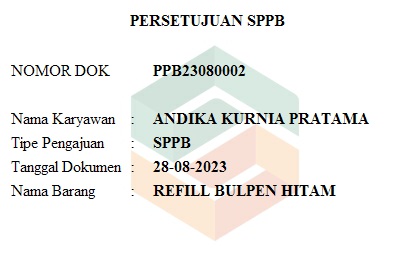 PERSETUJUAN SPPB
NOMOR DOK PPB23080002
Nama Karyawan : ANDIKA KURNIA PRATAMA
Tipe Pengajuan : SPPB
Tanggal Dokumen : 28-08-2023
Nama Barang : REFILL BULPEN HITAM